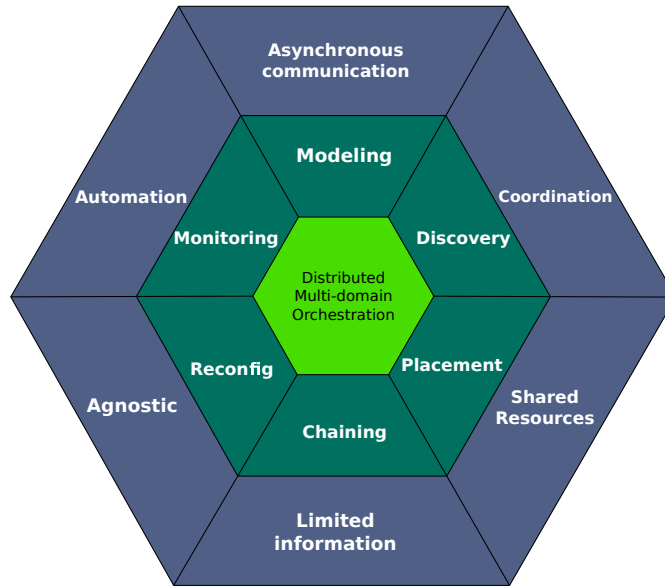 Asynchronous
communication
Modeling
Automation
Coordination
Monitoring
Discovery
Distributed
Multi-domain
Orchestration
Reconfig
Placement
Agnostic
Shared
Resources
Chaining
Limited
information